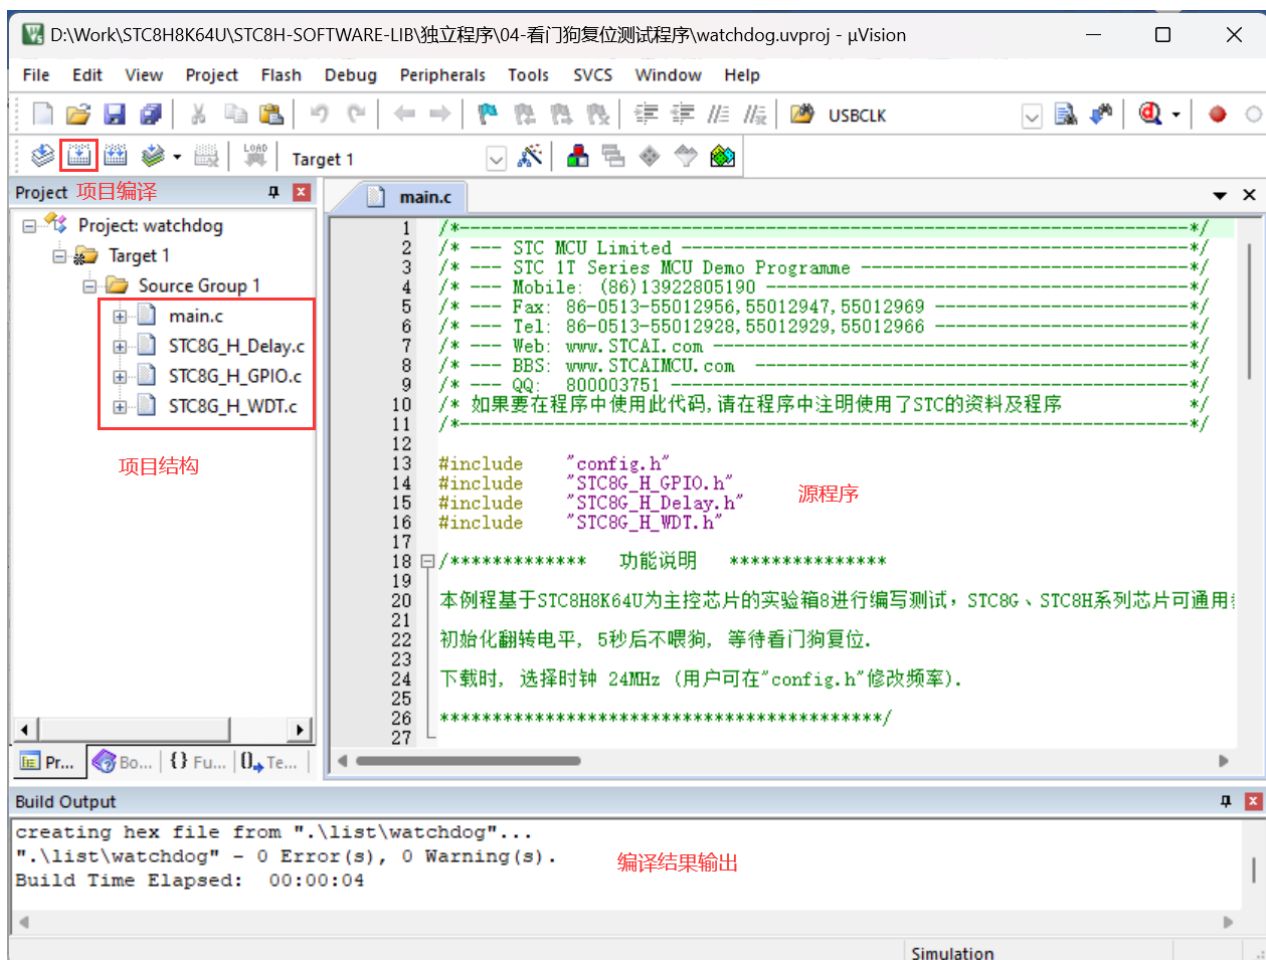 D:\Work\STC8H8K64U\STC8H-SOFTWARE-LIB\独立程序\04-看门狗复位测试程序\watchdog.uvproj - µVision
File Edit View Project Flash Debug Peripherals Tools SVCS Window Help
USBCLK
LOAD Target 1
Project 项目编译
main.c
Project: watchdog
Target 1
Source Group 1
main.c
STC8G_H_Delay.c
STC8G_H_GPIO.c
STC8G_H_WDT.c
项目结构
1 /*----------------------------------------------------------------------*/
2 /* --- STC MCU Limited ------------------------------------------------*/
3 /* --- STC 1T Series MCU Demo Programme -------------------------------*/
4 /* --- Mobile: (86)13922805190 ----------------------------------------*/
5 /* --- Fax: 86-0513-55012956,55012947,55012969 ------------------------*/
6 /* --- Tel: 86-0513-55012928,55012929,55012966 ------------------------*/
7 /* --- Web: www.STCAI.com ---------------------------------------------*/
8 /* --- BBS: www.STCAIMCU.com -----------------------------------------*/
9 /* --- QQ: 800003751 -------------------------------------------------*/
10 /* 如果要在程序中使用此代码,请在程序中注明使用了STC的资料及程序 */
11 /*----------------------------------------------------------------------*/
12
13 #include "config.h"
14 #include "STC8G_H_GPIO.h"
15 #include "STC8G_H_Delay.h"
16 #include "STC8G_H_WDT.h"
源程序
17
18 /************* 功能说明 ***************
19
20 本例程基于STC8H8K64U为主控芯片的实验箱8进行编写测试，STC8G、STC8H系列芯片可通用
21
22 初始化翻转电平, 5秒后不喂狗, 等待看门狗复位.
23
24 下载时, 选择时钟 24MHz (用户可在"config.h"修改频率).
25
26 ******************************************/
27
Pr... Bo... {} Fu... Te...
Build Output
creating hex file from ".\list\watchdog"...
".\list\watchdog" - 0 Error(s), 0 Warning(s).
Build Time Elapsed: 00:00:04
编译结果输出
Simulation